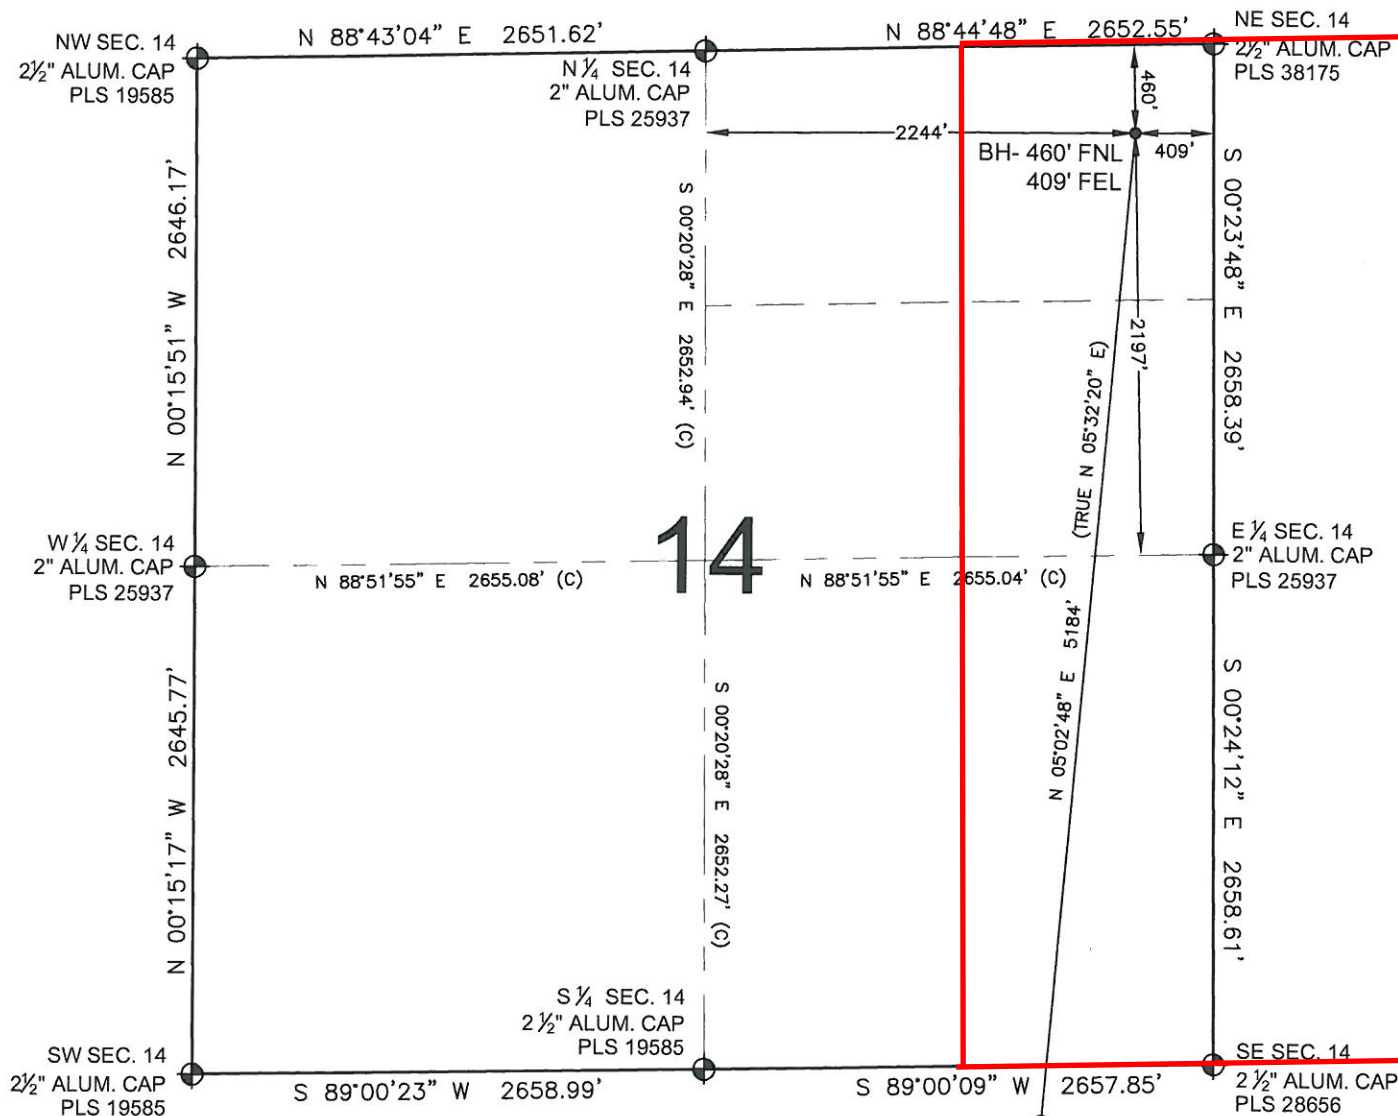 NW SEC. 14
2½" ALUM. CAP
PLS 19585
N 88°43'04" E 2651.62'
N ¼ SEC. 14
2" ALUM. CAP
PLS 25937
N 88°44'48" E 2652.55'
NE SEC. 14
2½" ALUM. CAP
PLS 38175
460'
2244'
409'
BH- 460' FNL
409' FEL
N 00°15'51" W 2646.17'
S 00°20'28" E 2652.94' (C)
S 00°23'48" E 2658.39'
2197'
(TRUE N 05°32'20" E)
W ¼ SEC. 14
2" ALUM. CAP
PLS 25937
14
N 88°51'55" E 2655.08' (C)
N 88°51'55" E 2655.04' (C)
E ¼ SEC. 14
2" ALUM. CAP
PLS 25937
N 05°02'48" E 5184'
N 00°15'17" W 2645.77'
S 00°20'28" E 2652.27' (C)
S 00°24'12" E 2658.61'
S ¼ SEC. 14
2 ½" ALUM. CAP
PLS 19585
SW SEC. 14
2½" ALUM. CAP
PLS 19585
S 89°00'23" W 2658.99'
S 89°00'09" W 2657.85'
SE SEC. 14
2 ½" ALUM. CAP
PLS 28656